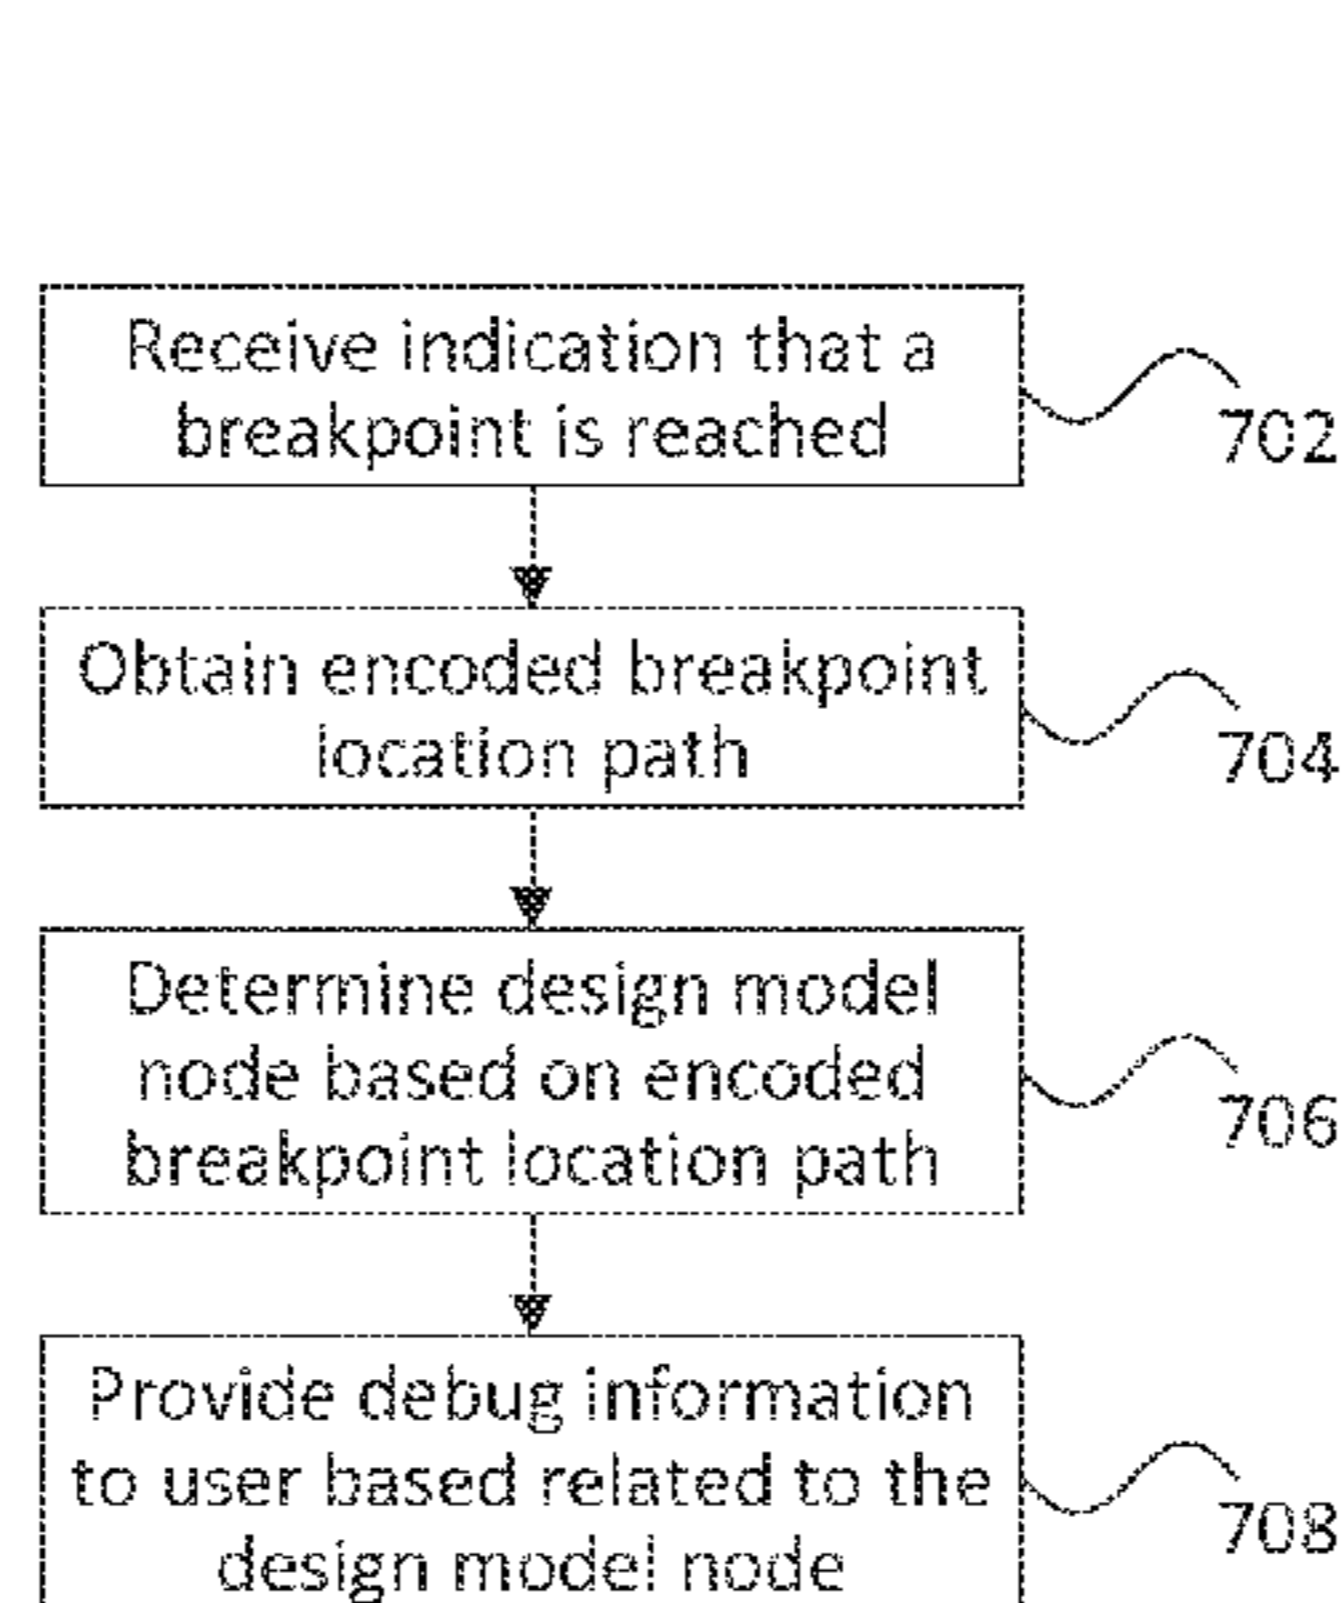 Receive indication that a
breakpoint is reached
702
Obtain encoded breakpoint
location path
704
Determine design model
node based on encoded
breakpoint location path
706
Provide debug information
to user based related to the
design model node
708